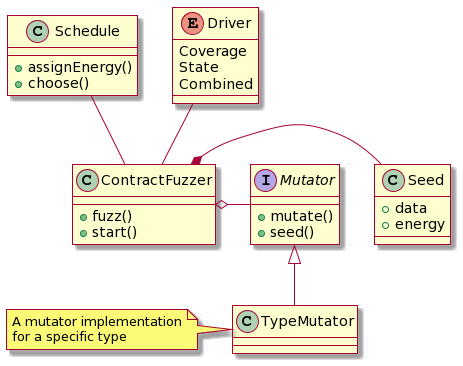 C Schedule
assignEnergy()
choose()
E Driver
Coverage
State
Combined
C ContractFuzzer
fuzz()
start()
I Mutator
mutate()
seed()
C Seed
data
energy
A mutator implementation
for a specific type
C TypeMutator